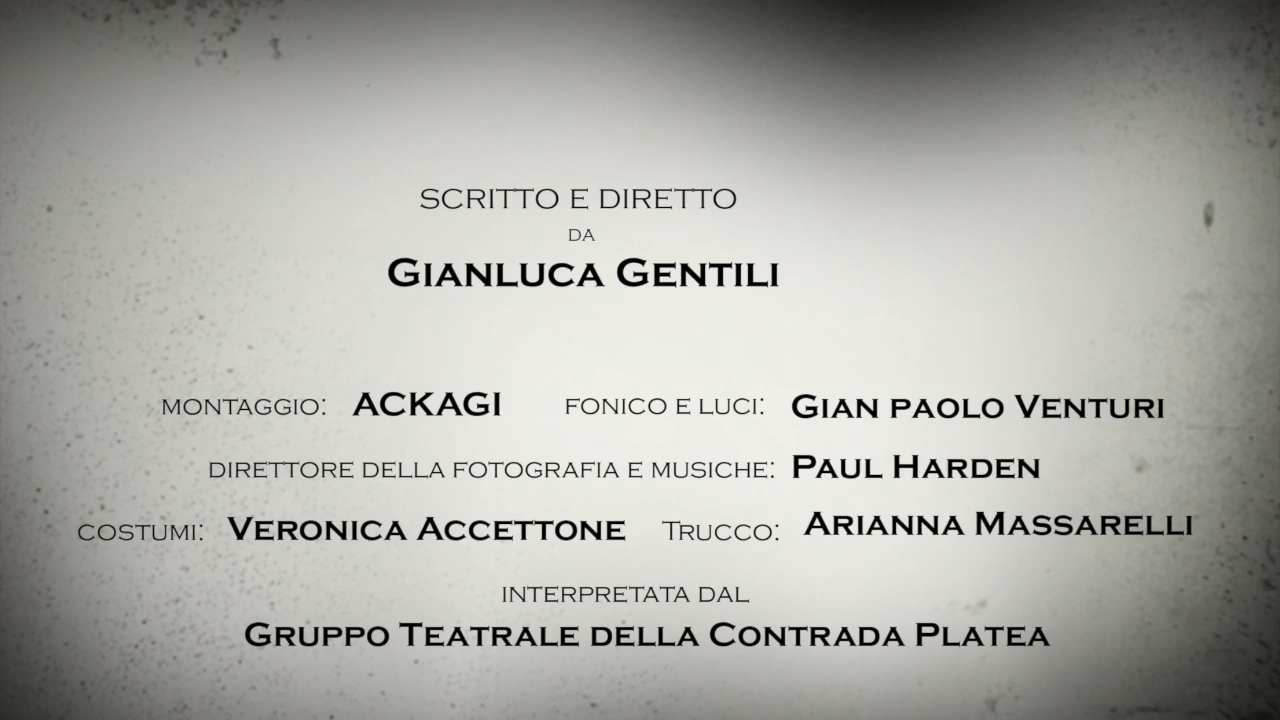 SCRITTO E DIRETTO
DA
GIANLUCA GENTILI
MONTAGGIO: ACKAGI FONICO E LUCI: GIAN PAOLO VENTURI
DIRETTORE DELLA FOTOGRAFIA E MUSICHE: PAUL HARDEN
COSTUMI: VERONICA ACCETTONE TRUCCO: ARIANNA MASSARELLI
INTERPRETATA DAL
GRUPPO TEATRALE DELLA CONTRADA PLATEA